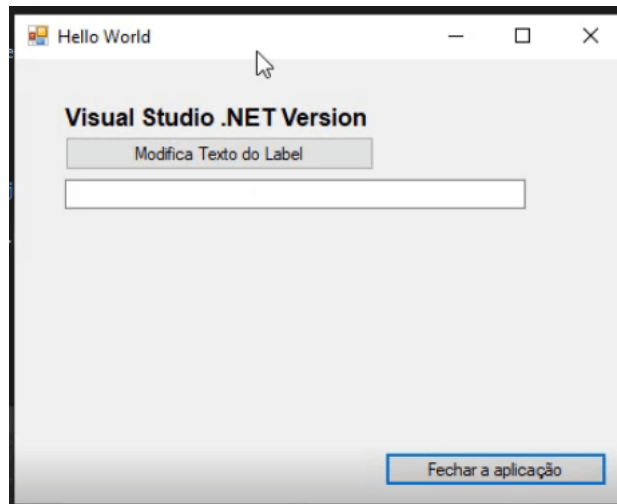 Hello World
Visual Studio .NET Version
Modifica Texto do Label
Fechar a aplicação